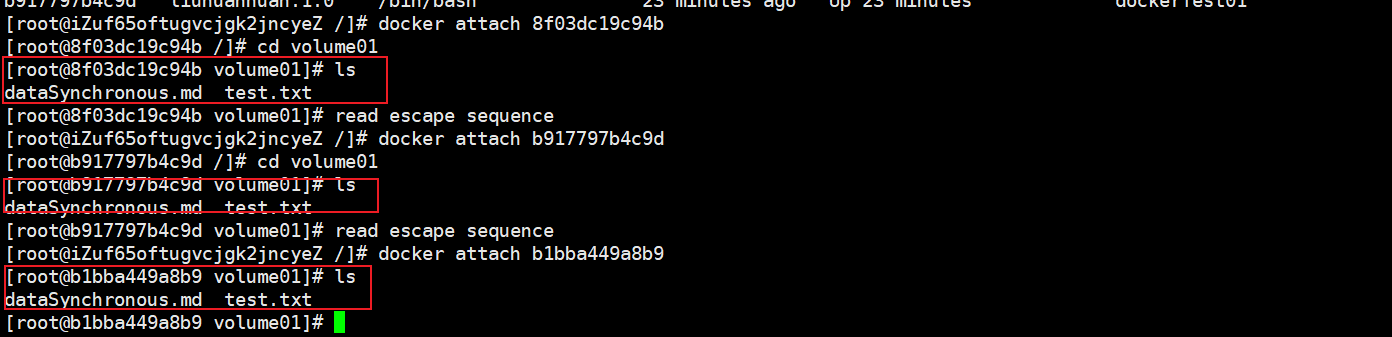 b917797b4c9d liuhuanhuan:1.0 "/bin/bash" 23 minutes ago Up 23 minutes dockerTest01
[root@iZuf65oftugvcjgk2jncyeZ /]# docker attach 8f03dc19c94b
[root@8f03dc19c94b /]# cd volume01
[root@8f03dc19c94b volume01]# ls
dataSynchronous.md  test.txt
[root@8f03dc19c94b volume01]# read escape sequence
[root@iZuf65oftugvcjgk2jncyeZ /]# docker attach b917797b4c9d
[root@b917797b4c9d /]# cd volume01
[root@b917797b4c9d volume01]# ls
dataSynchronous.md  test.txt
[root@b917797b4c9d volume01]# read escape sequence
[root@iZuf65oftugvcjgk2jncyeZ /]# docker attach b1bba449a8b9
[root@b1bba449a8b9 volume01]# ls
dataSynchronous.md  test.txt
[root@b1bba449a8b9 volume01]#